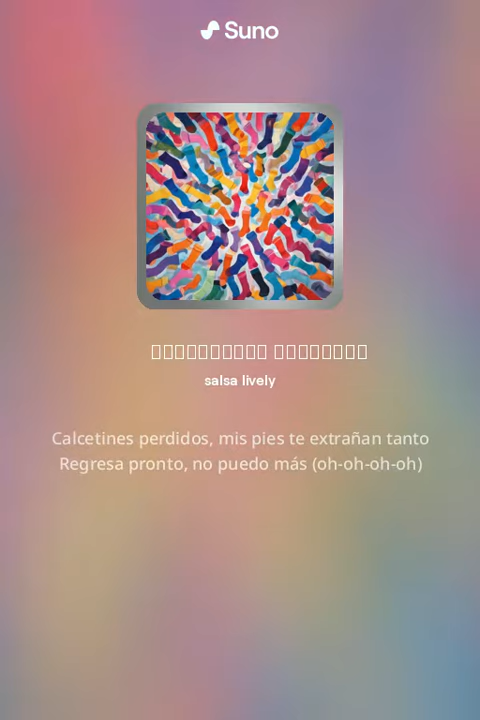 Suno
salsa lively
Calcetines perdidos, mis pies te extrañan tanto
Regresa pronto, no puedo más (oh-oh-oh-oh)